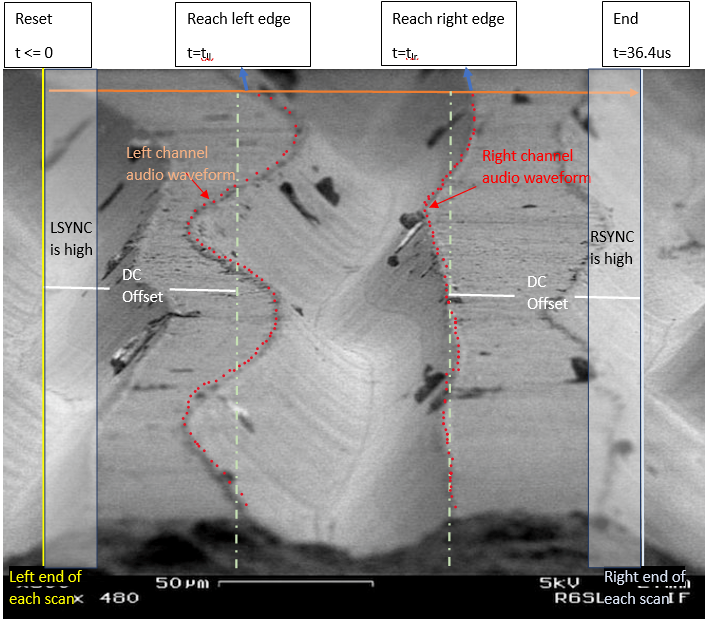 Reset
t <= 0
Reach left edge
t=tll
Reach right edge
t=tlr
End
t=36.4us
Left channel
audio waveform
Right channel
audio waveform
LSYNC
is high
RSYNC
is high
DC
Offset
DC
Offset
Left end of
each scan
Right end of
each scan
50μm
5kV
x 480
R6SL
IF